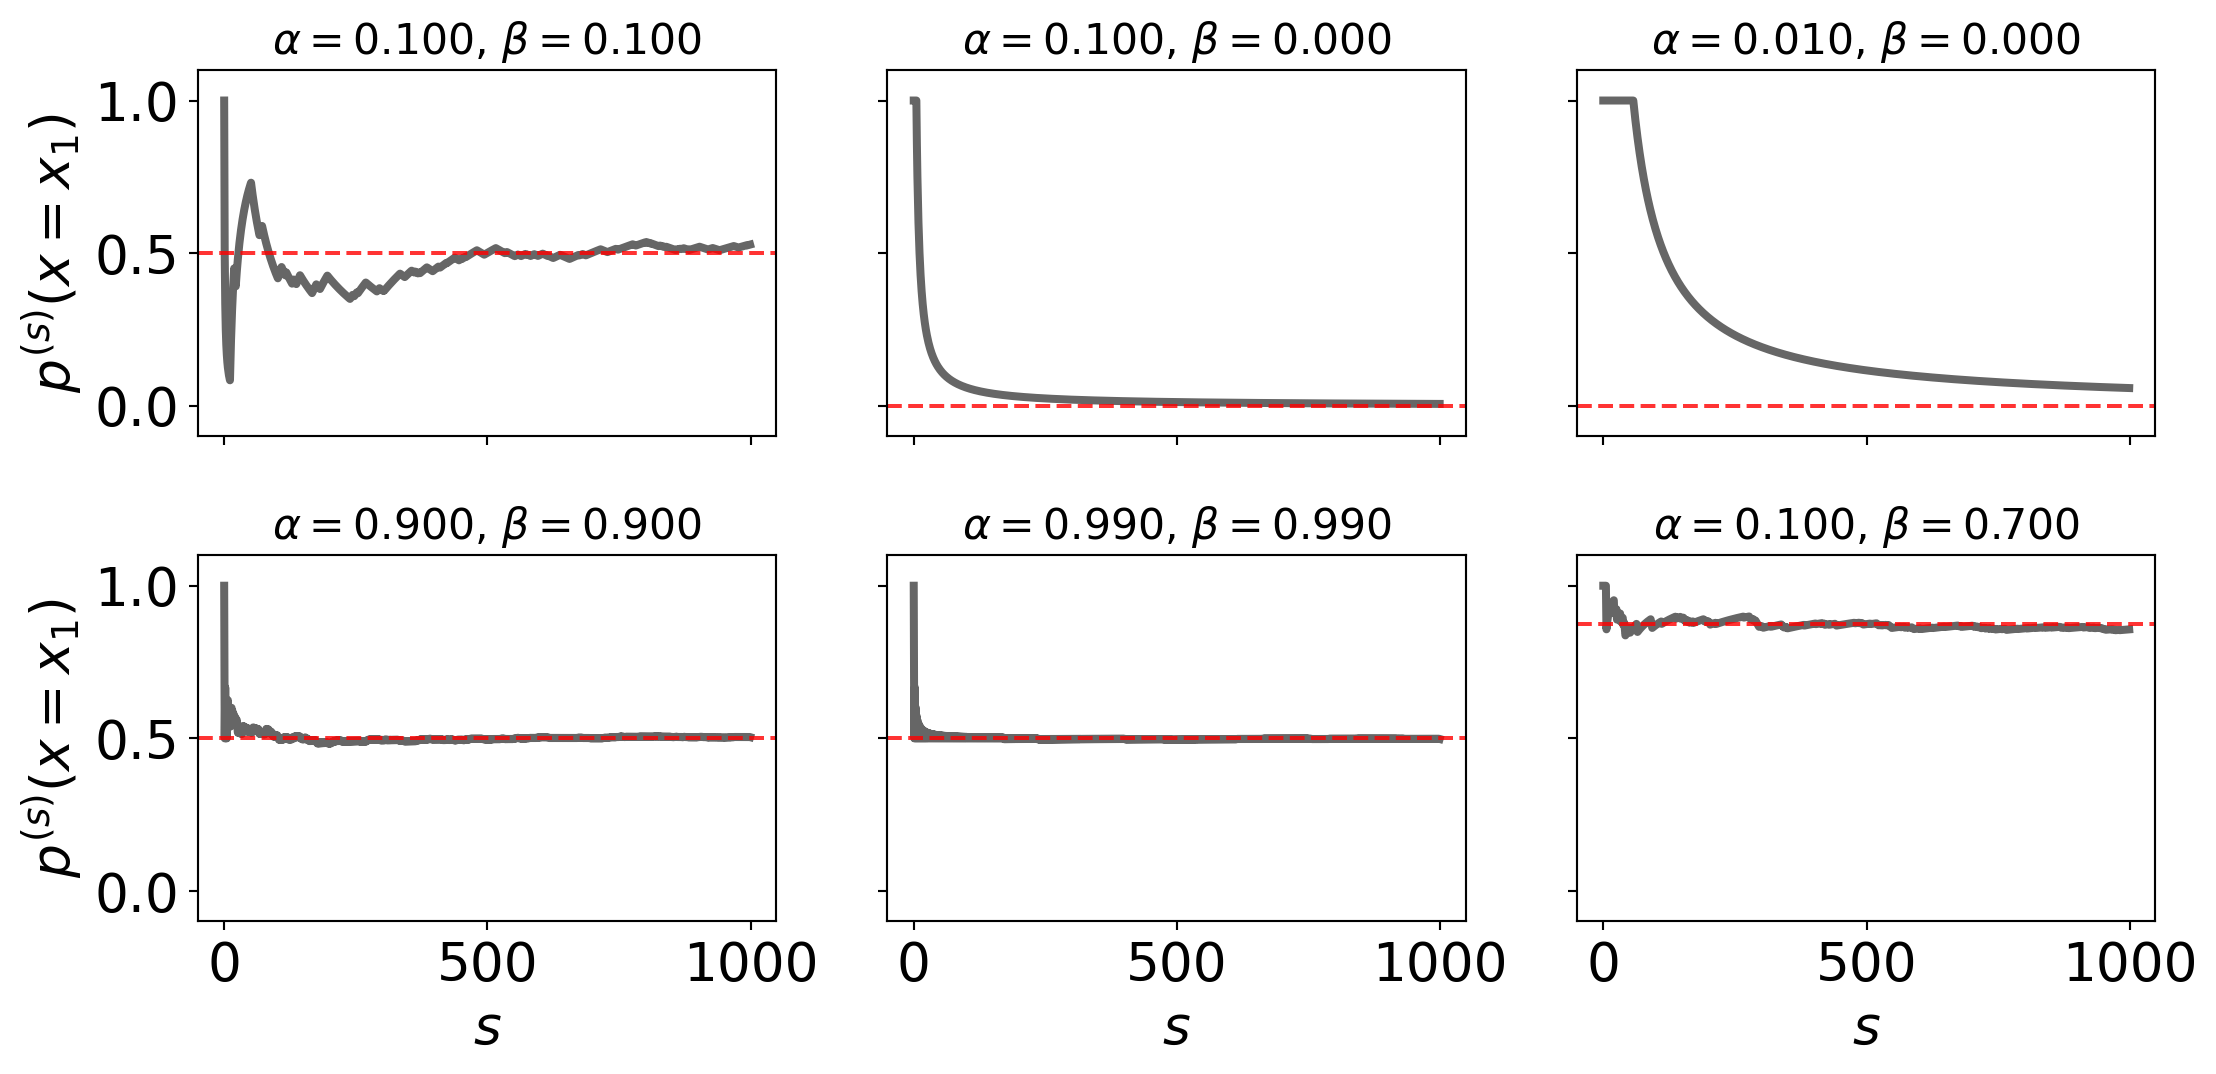 α = 0.100, β = 0.100
α = 0.100, β = 0.000
α = 0.010, β = 0.000
p^(s)(x = x₁)
1.0
0.5
0.0
α = 0.900, β = 0.900
α = 0.990, β = 0.990
α = 0.100, β = 0.700
p^(s)(x = x₁)
1.0
0.5
0.0
0 500 1000
0 500 1000
0 500 1000
s
s
s